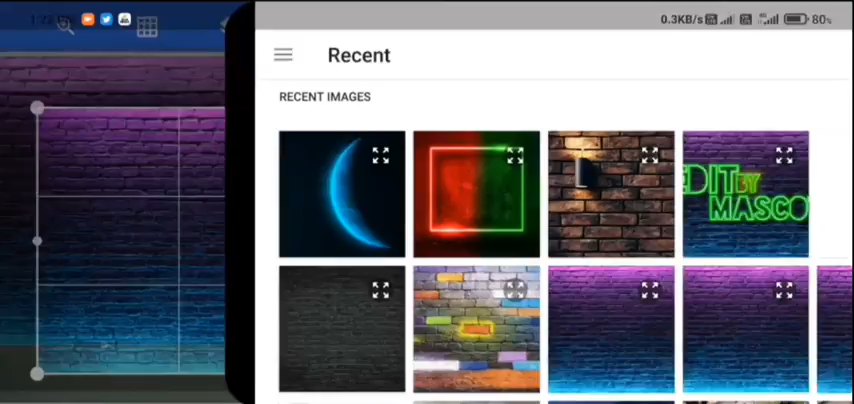 0.3KB/s 80%
Recent
RECENT IMAGES
EDIT BY
MASCO